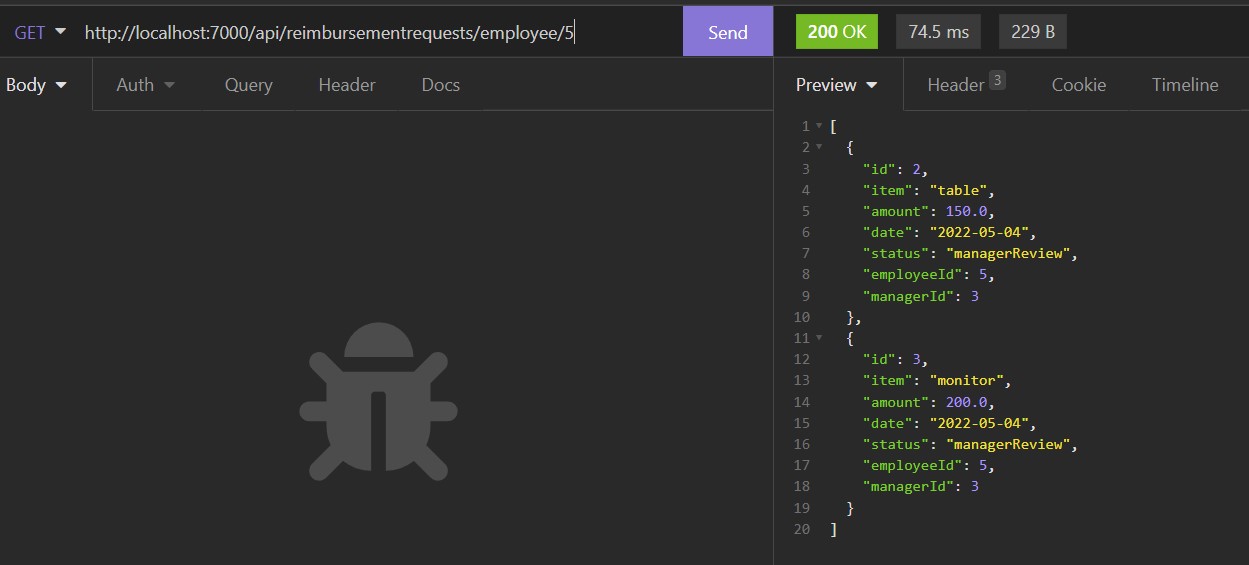 GET http://localhost:7000/api/reimbursementrequests/employee/5 Send 200 OK 74.5 ms 229 B
Body Auth Query Header Docs Preview Header 3 Cookie Timeline
1 [
2 {
3 "id": 2,
4 "item": "table",
5 "amount": 150.0,
6 "date": "2022-05-04",
7 "status": "managerReview",
8 "employeeId": 5,
9 "managerId": 3
10 },
11 {
12 "id": 3,
13 "item": "monitor",
14 "amount": 200.0,
15 "date": "2022-05-04",
16 "status": "managerReview",
17 "employeeId": 5,
18 "managerId": 3
19 }
20 ]